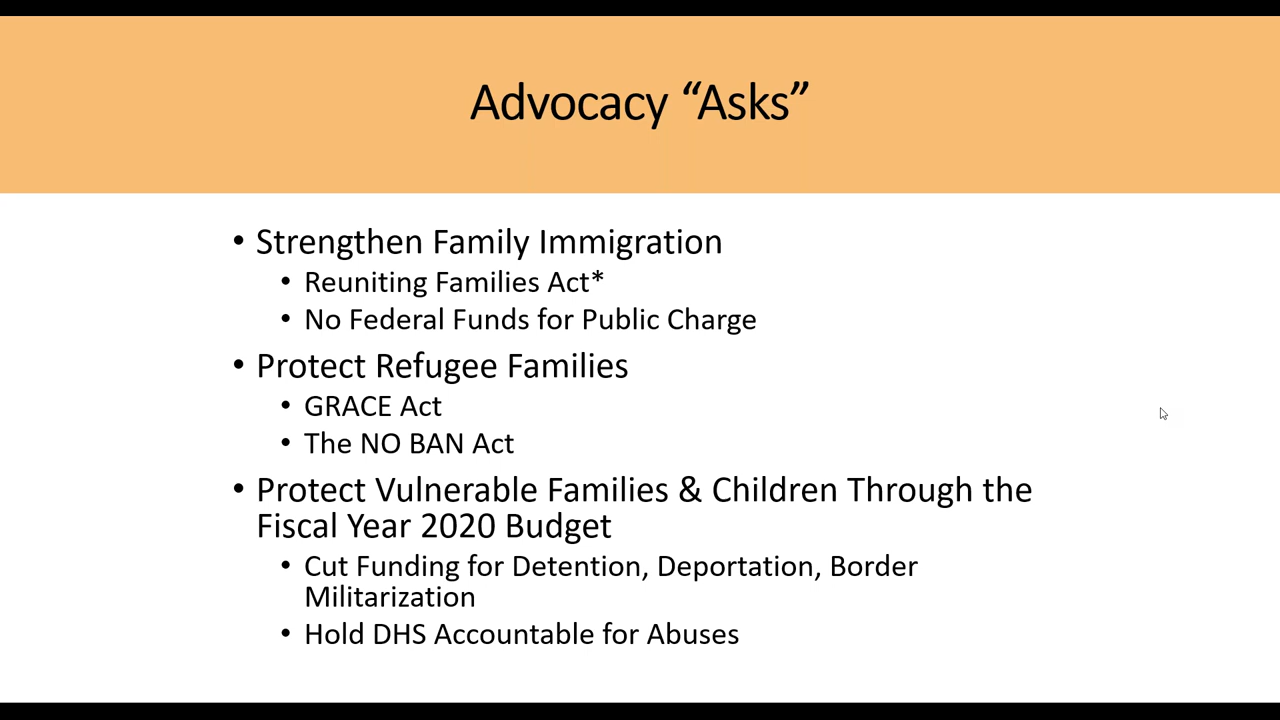 Advocacy “Asks”
• Strengthen Family Immigration
• Reuniting Families Act*
• No Federal Funds for Public Charge
• Protect Refugee Families
• GRACE Act
• The NO BAN Act
• Protect Vulnerable Families & Children Through the
Fiscal Year 2020 Budget
• Cut Funding for Detention, Deportation, Border
Militarization
• Hold DHS Accountable for Abuses